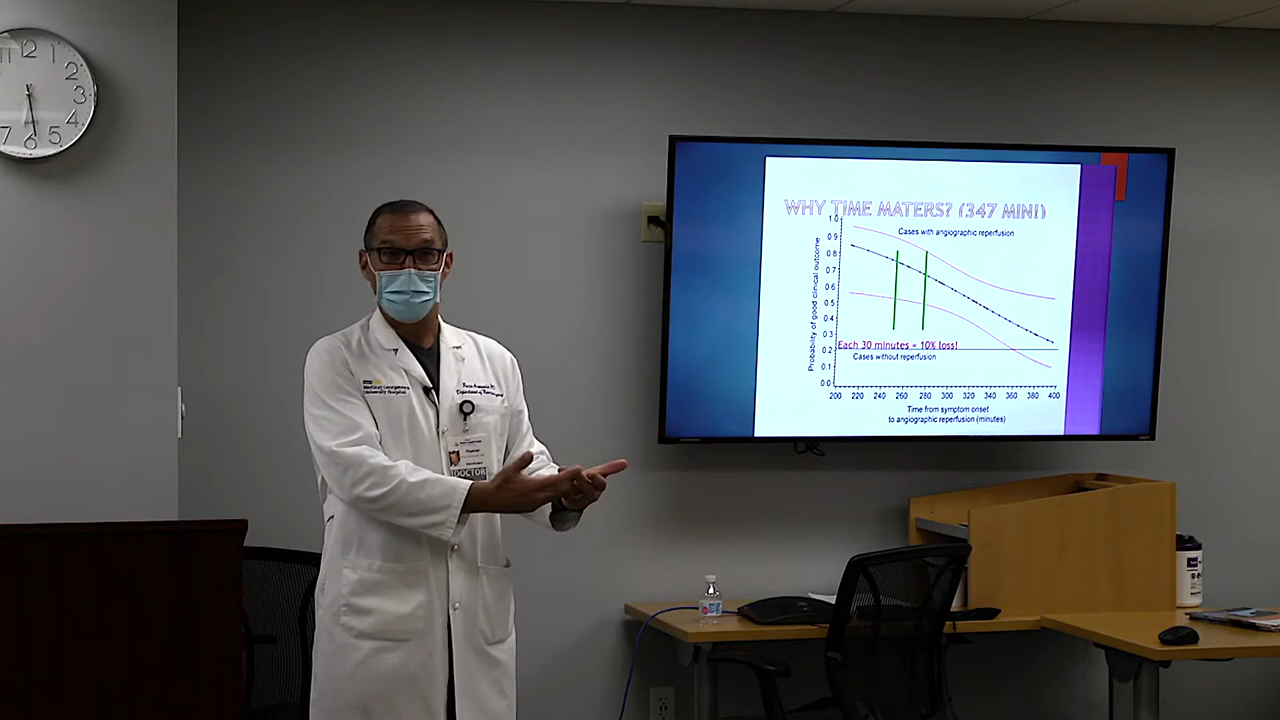 11 12 1
2
3
4
5
6
7
WHY TIME MATERS? (347 MIN!)
Cases with angiographic reperfusion
Probability of good clinical outcome
1.0
0.9
0.8
0.7
0.6
0.5
0.4
0.3
0.2
0.0
Each 30 minutes = 10% loss!
Cases without reperfusion
200 220 240 260 280 300 320 340 360 380 400
Time from symptom onset
to angiographic reperfusion (minutes)
University Hospital
Physician
DOCTOR